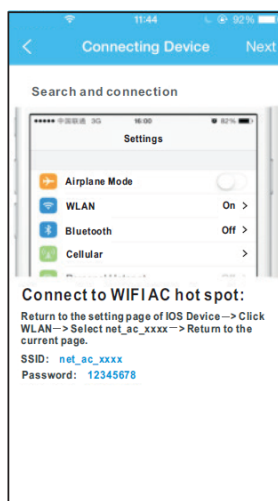 11:44
92%
Connecting Device
Next
Search and connection
3G
16:00
82%
Settings
Airplane Mode
WLAN
On >
Bluetooth
Off >
Cellular
>
Connect to WIFIAC hot spot:
Return to the setting page of IOS Device—> Click
WLAN—> Select net_ac_xxxx—> Return to the
current page.
SSID: net_ac_xxxx
Password: 12345678